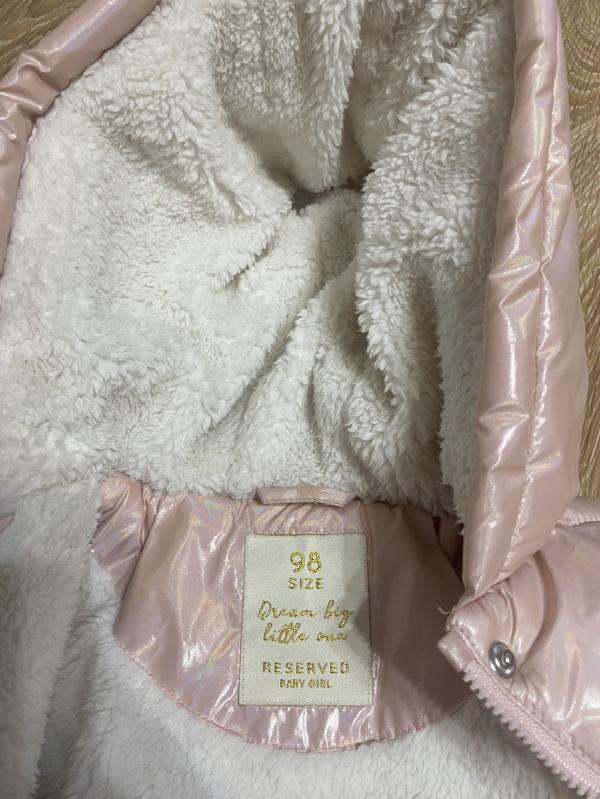 98
SIZE
Dream big
little one
RESERVED
BABY GIRL